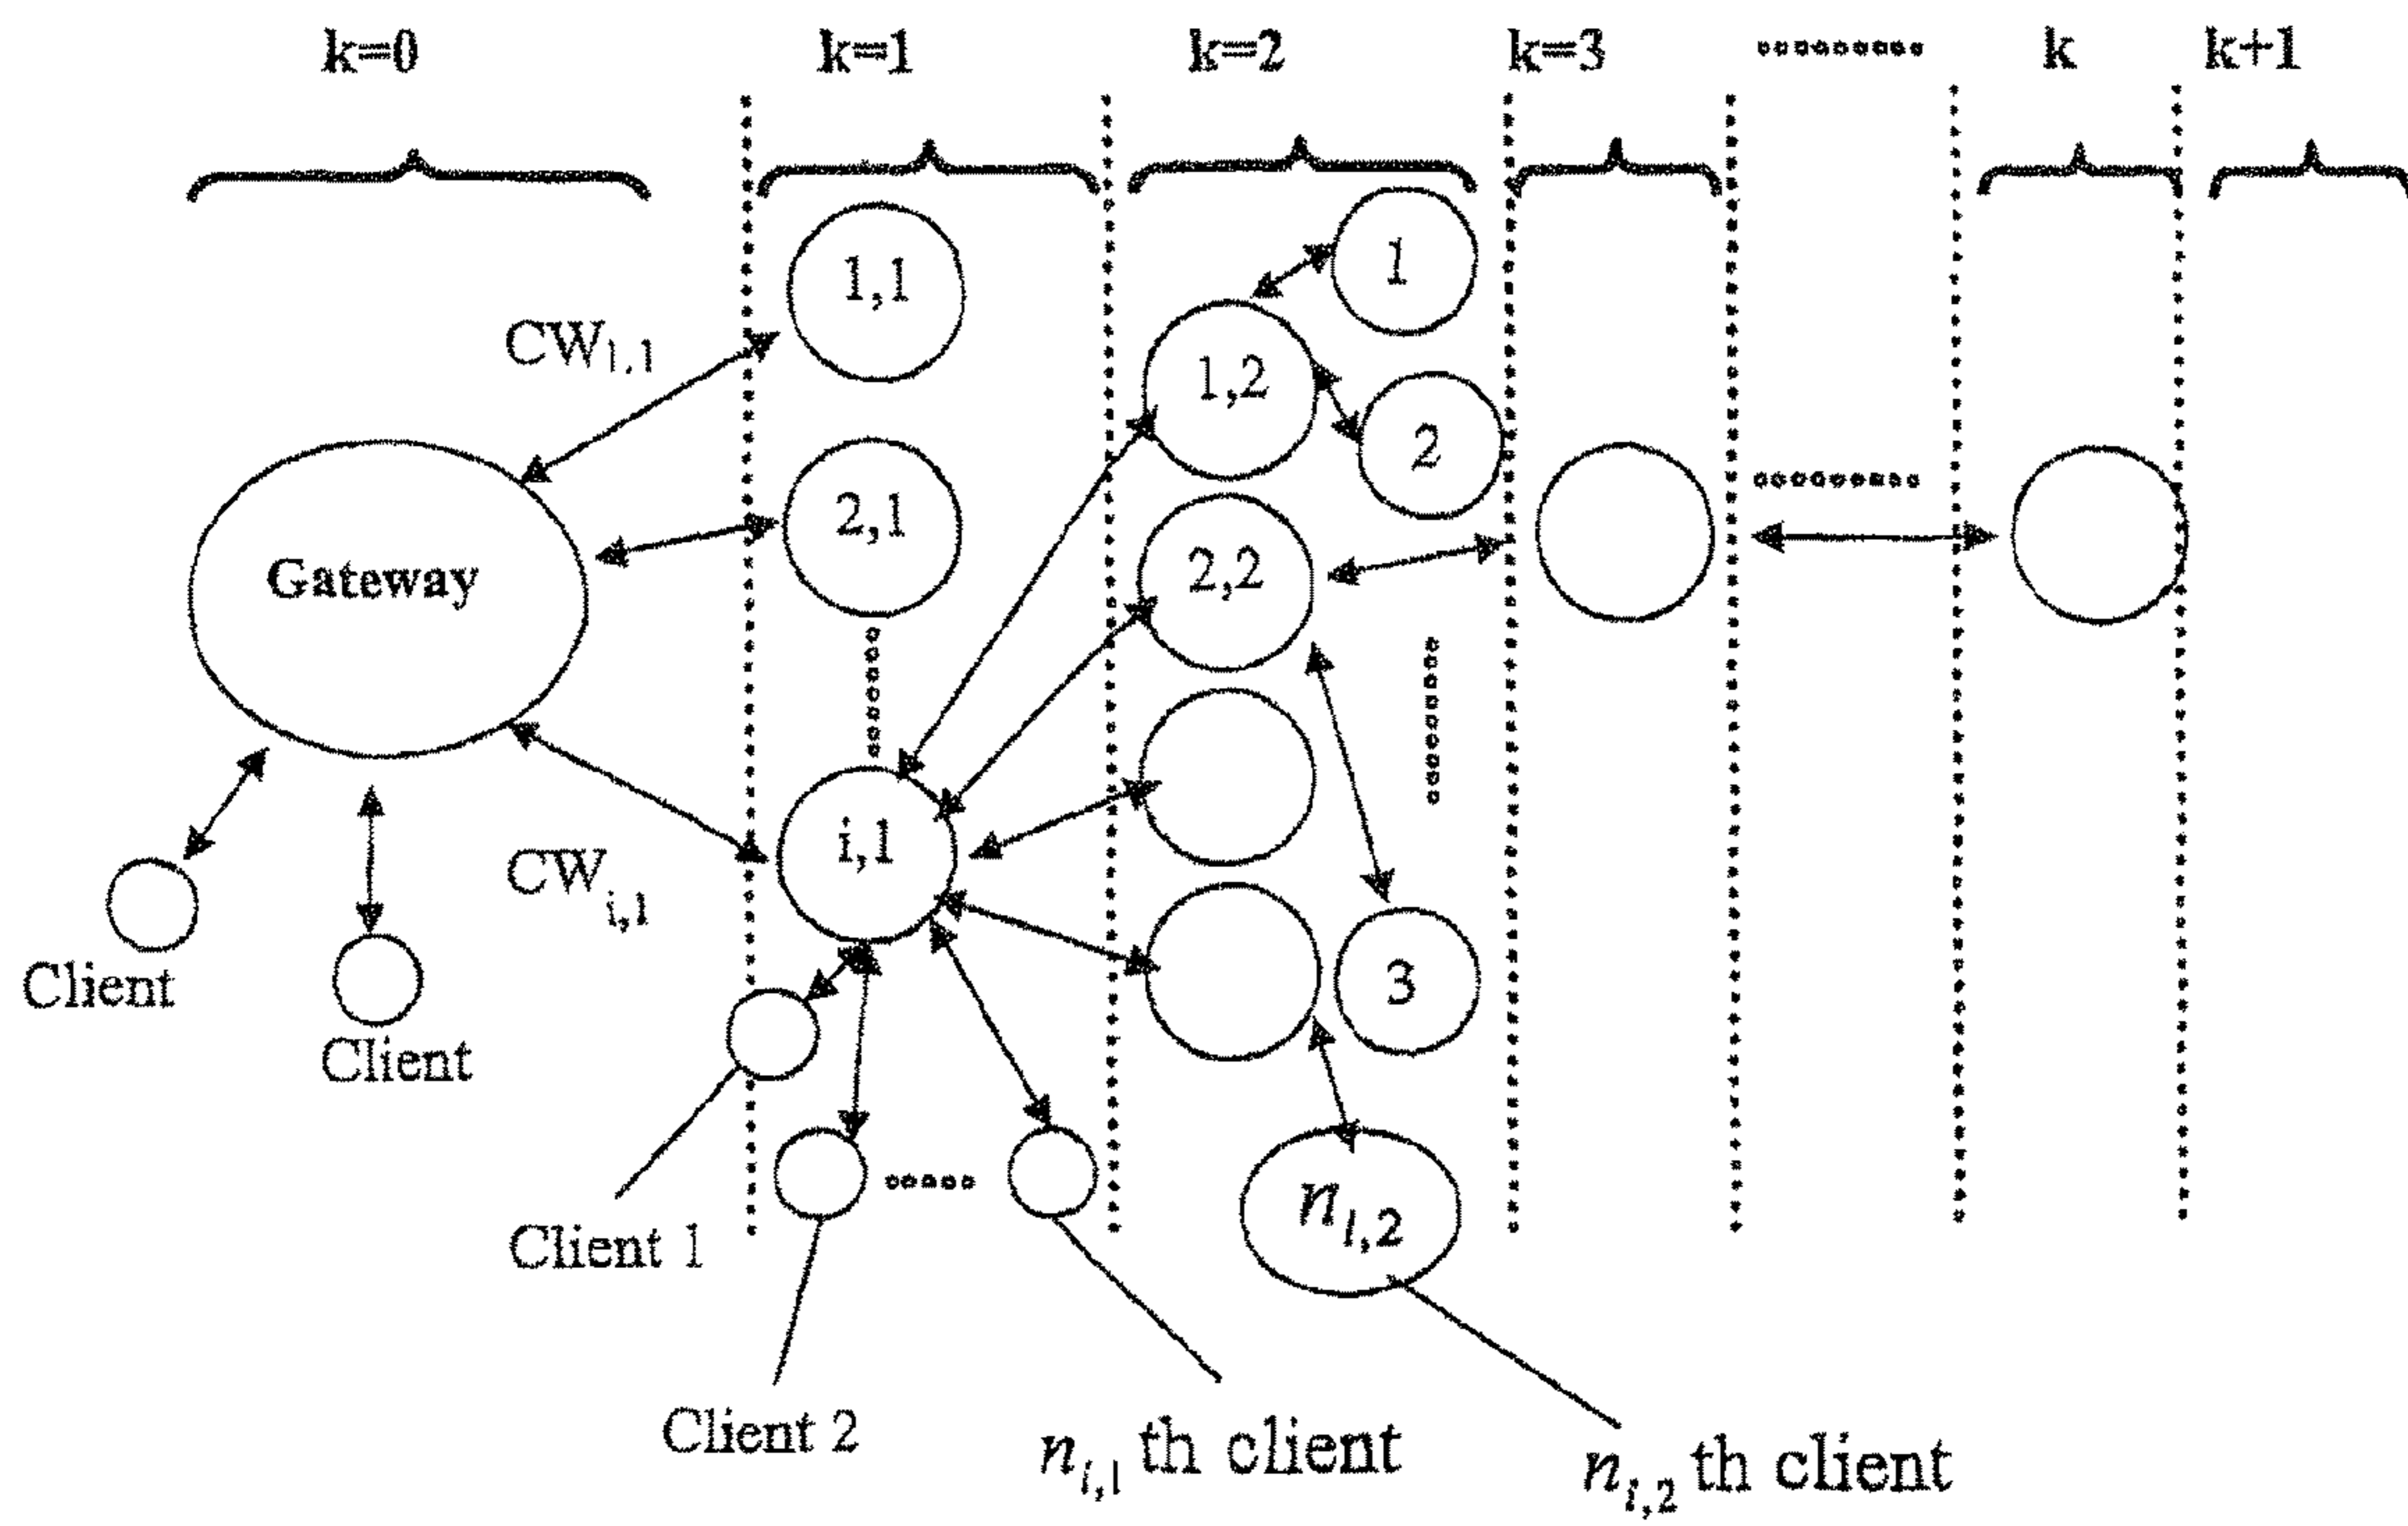 k=0 k=1 k=2 k=3 k k+1
1,1
1
CW1,1
1,2
2
2,1
Gateway
2,2
i,1
CWi,1
Client
3
Client
ni,2
Client 1
Client 2
ni,1 th client
ni,2 th client